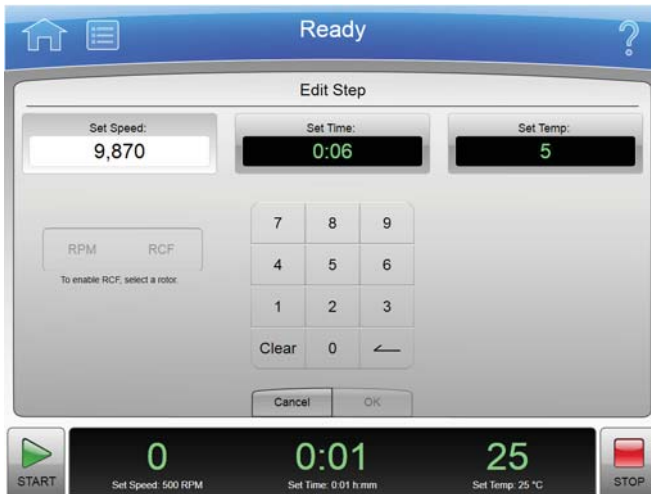 Ready
?
Edit Step
Set Speed:
9,870
Set Time:
0:06
Set Temp:
5
RPM RCF
To enable RCF, select a rotor.
7 8 9
4 5 6
1 2 3
Clear 0
Cancel OK
START
0
Set Speed: 500 RPM
0:01
Set Time: 0:01 h:mm
25
Set Temp: 25 °C
STOP